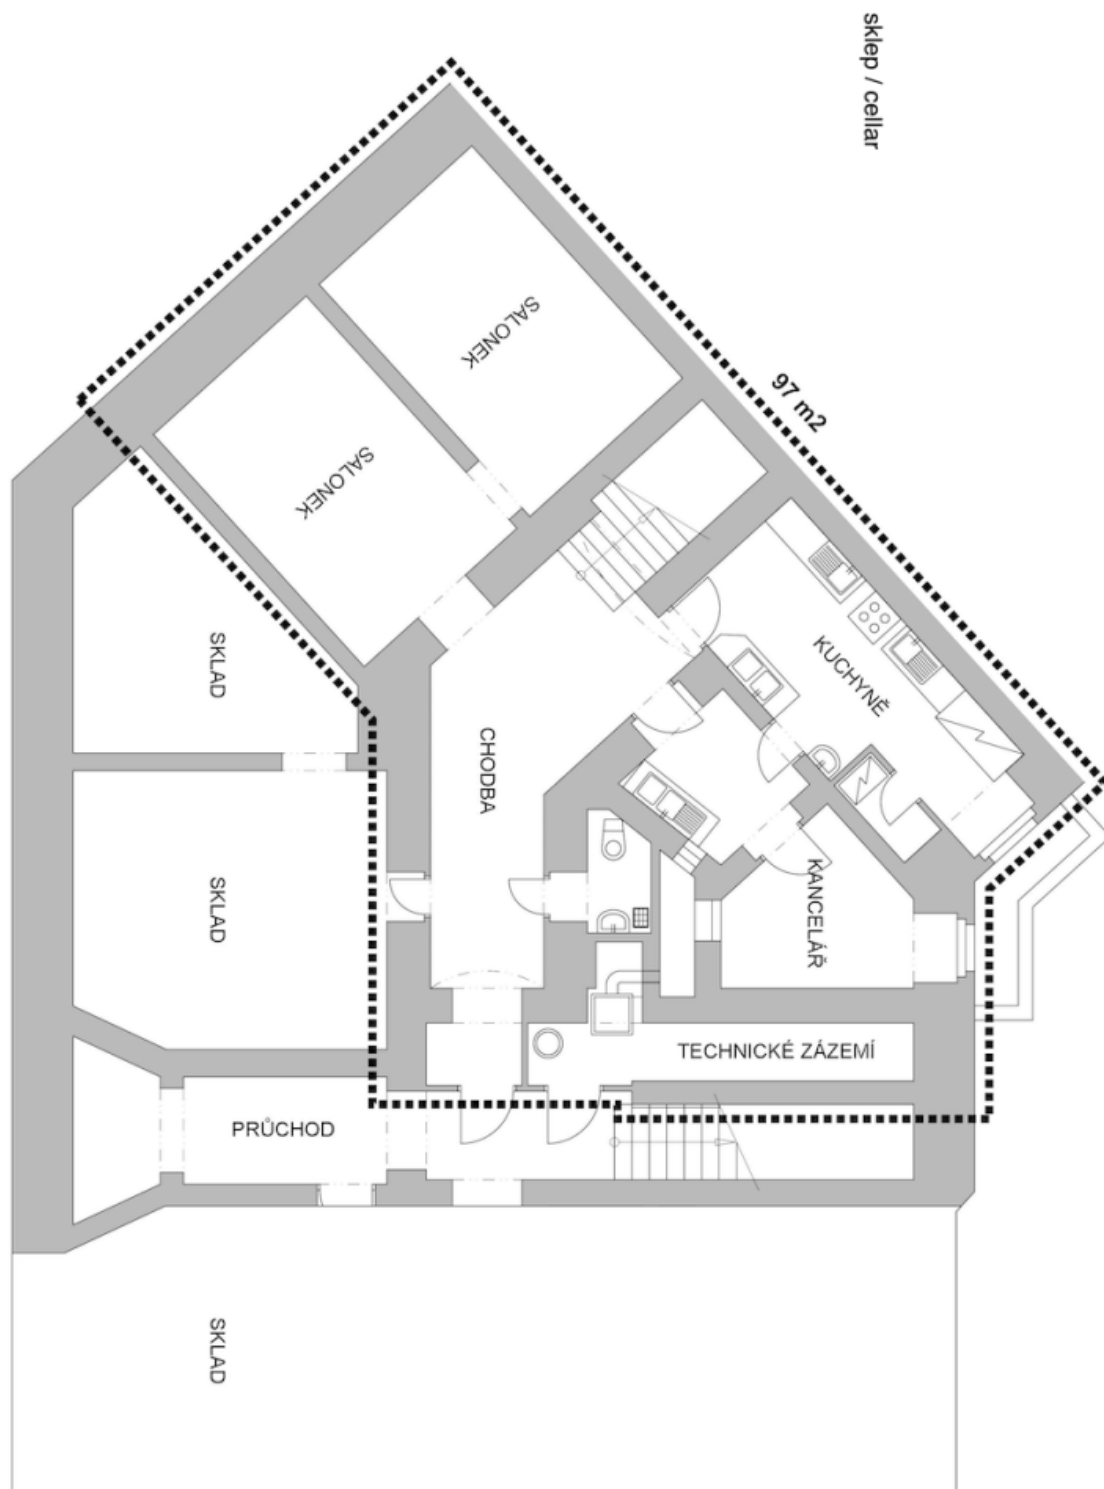 sklep / cellar
97 m2
SALONEK
SALONEK
KUCHYNĚ
SKLAD
CHODBA
SKLAD
KANCELÁŘ
TECHNICKÉ ZÁZEMÍ
PRŮCHOD
SKLAD